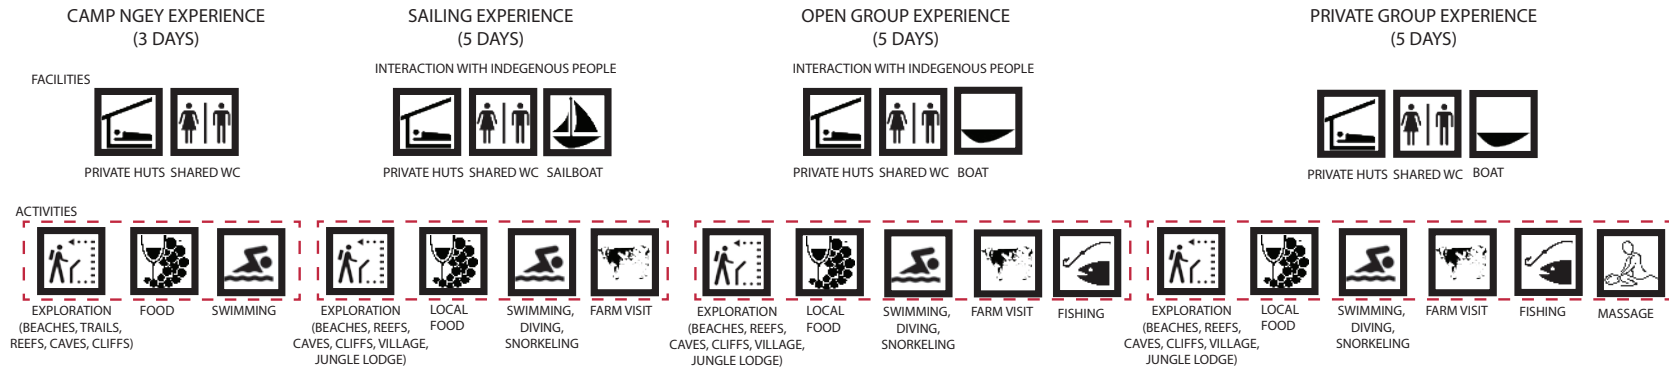 CAMP NGEY EXPERIENCE
(3 DAYS)
FACILITIES
PRIVATE HUTS SHARED WC
ACTIVITIES
EXPLORATION
(BEACHES, TRAILS,
REEFS, CAVES, CLIFFS)
FOOD
SWIMMING
SAILING EXPERIENCE
(5 DAYS)
INTERACTION WITH INDEGENOUS PEOPLE
PRIVATE HUTS SHARED WC SAILBOAT
EXPLORATION
(BEACHES, REEFS,
CAVES, CLIFFS, VILLAGE,
JUNGLE LODGE)
LOCAL
FOOD
SWIMMING,
DIVING,
SNORKELING
FARM VISIT
OPEN GROUP EXPERIENCE
(5 DAYS)
INTERACTION WITH INDEGENOUS PEOPLE
PRIVATE HUTS SHARED WC BOAT
EXPLORATION
(BEACHES, REEFS,
CAVES, CLIFFS, VILLAGE,
JUNGLE LODGE)
LOCAL
FOOD
SWIMMING,
DIVING,
SNORKELING
FARM VISIT
FISHING
PRIVATE GROUP EXPERIENCE
(5 DAYS)
PRIVATE HUTS SHARED WC BOAT
EXPLORATION
(BEACHES, REEFS,
CAVES, CLIFFS, VILLAGE,
JUNGLE LODGE)
LOCAL
FOOD
SWIMMING,
DIVING,
SNORKELING
FARM VISIT
FISHING
MASSAGE